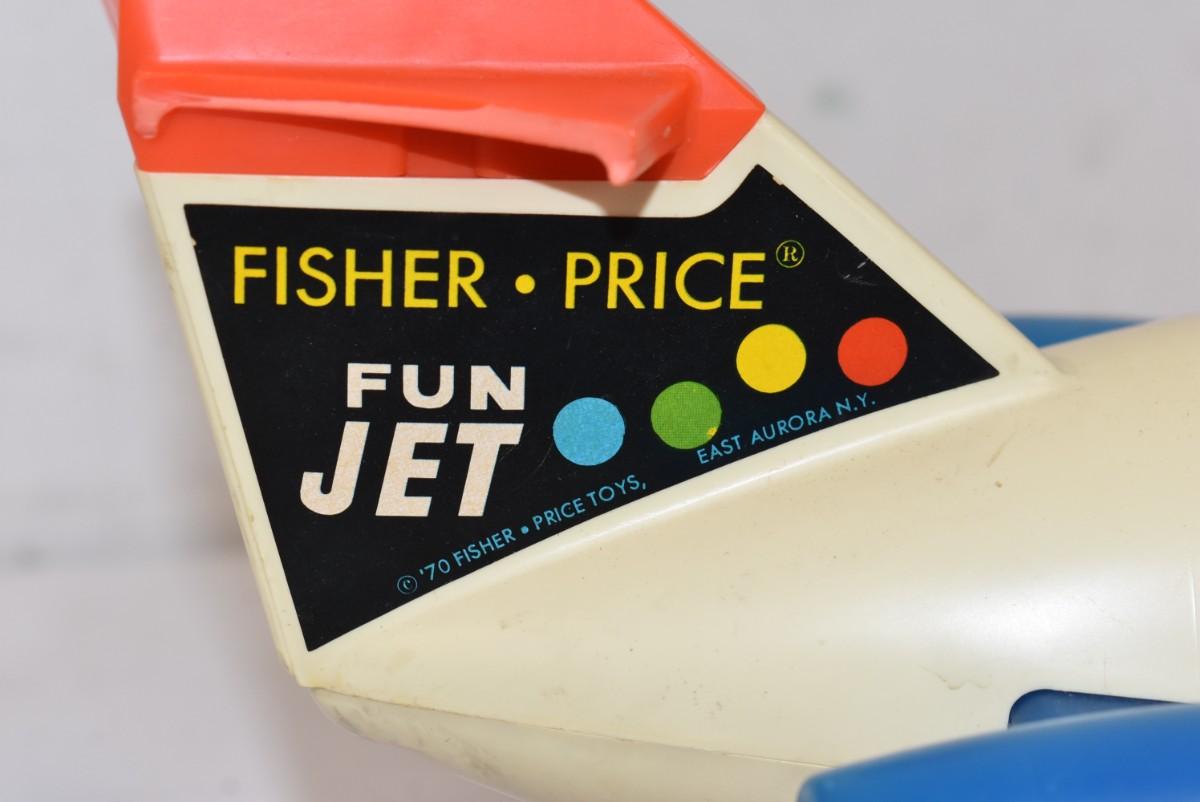 FISHER • PRICE®
FUN
JET
© '70 FISHER • PRICE TOYS, EAST AURORA N.Y.